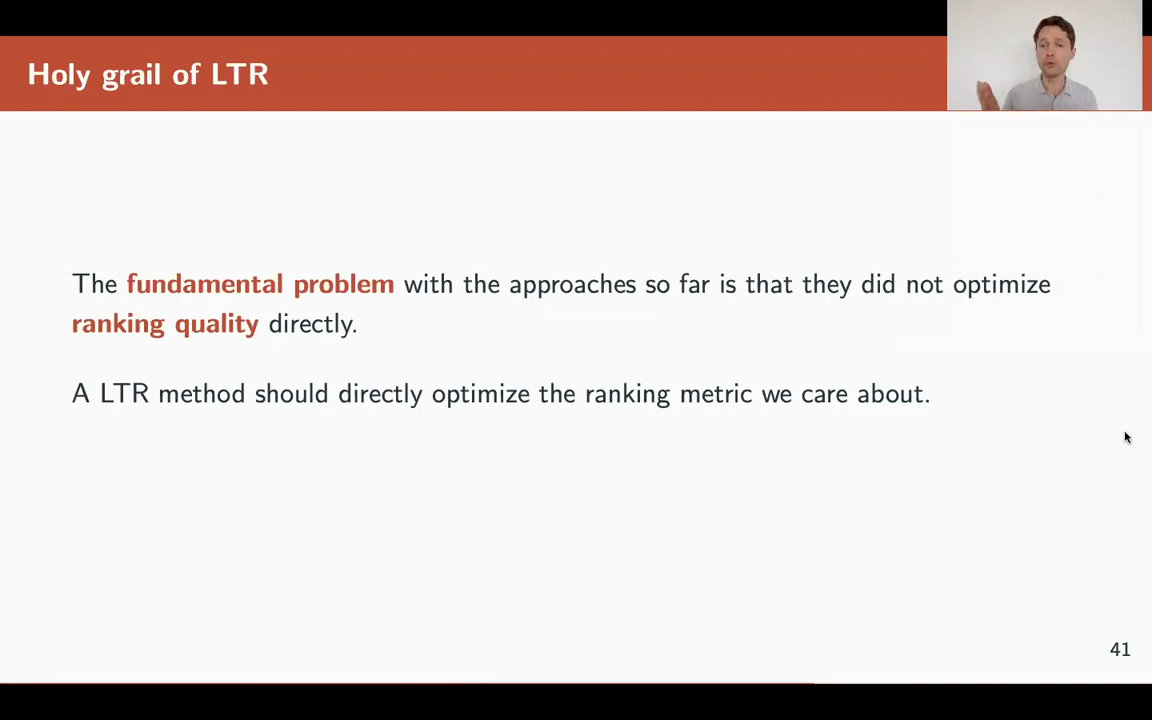 Holy grail of LTR
The fundamental problem with the approaches so far is that they did not optimize
ranking quality directly.
A LTR method should directly optimize the ranking metric we care about.
41